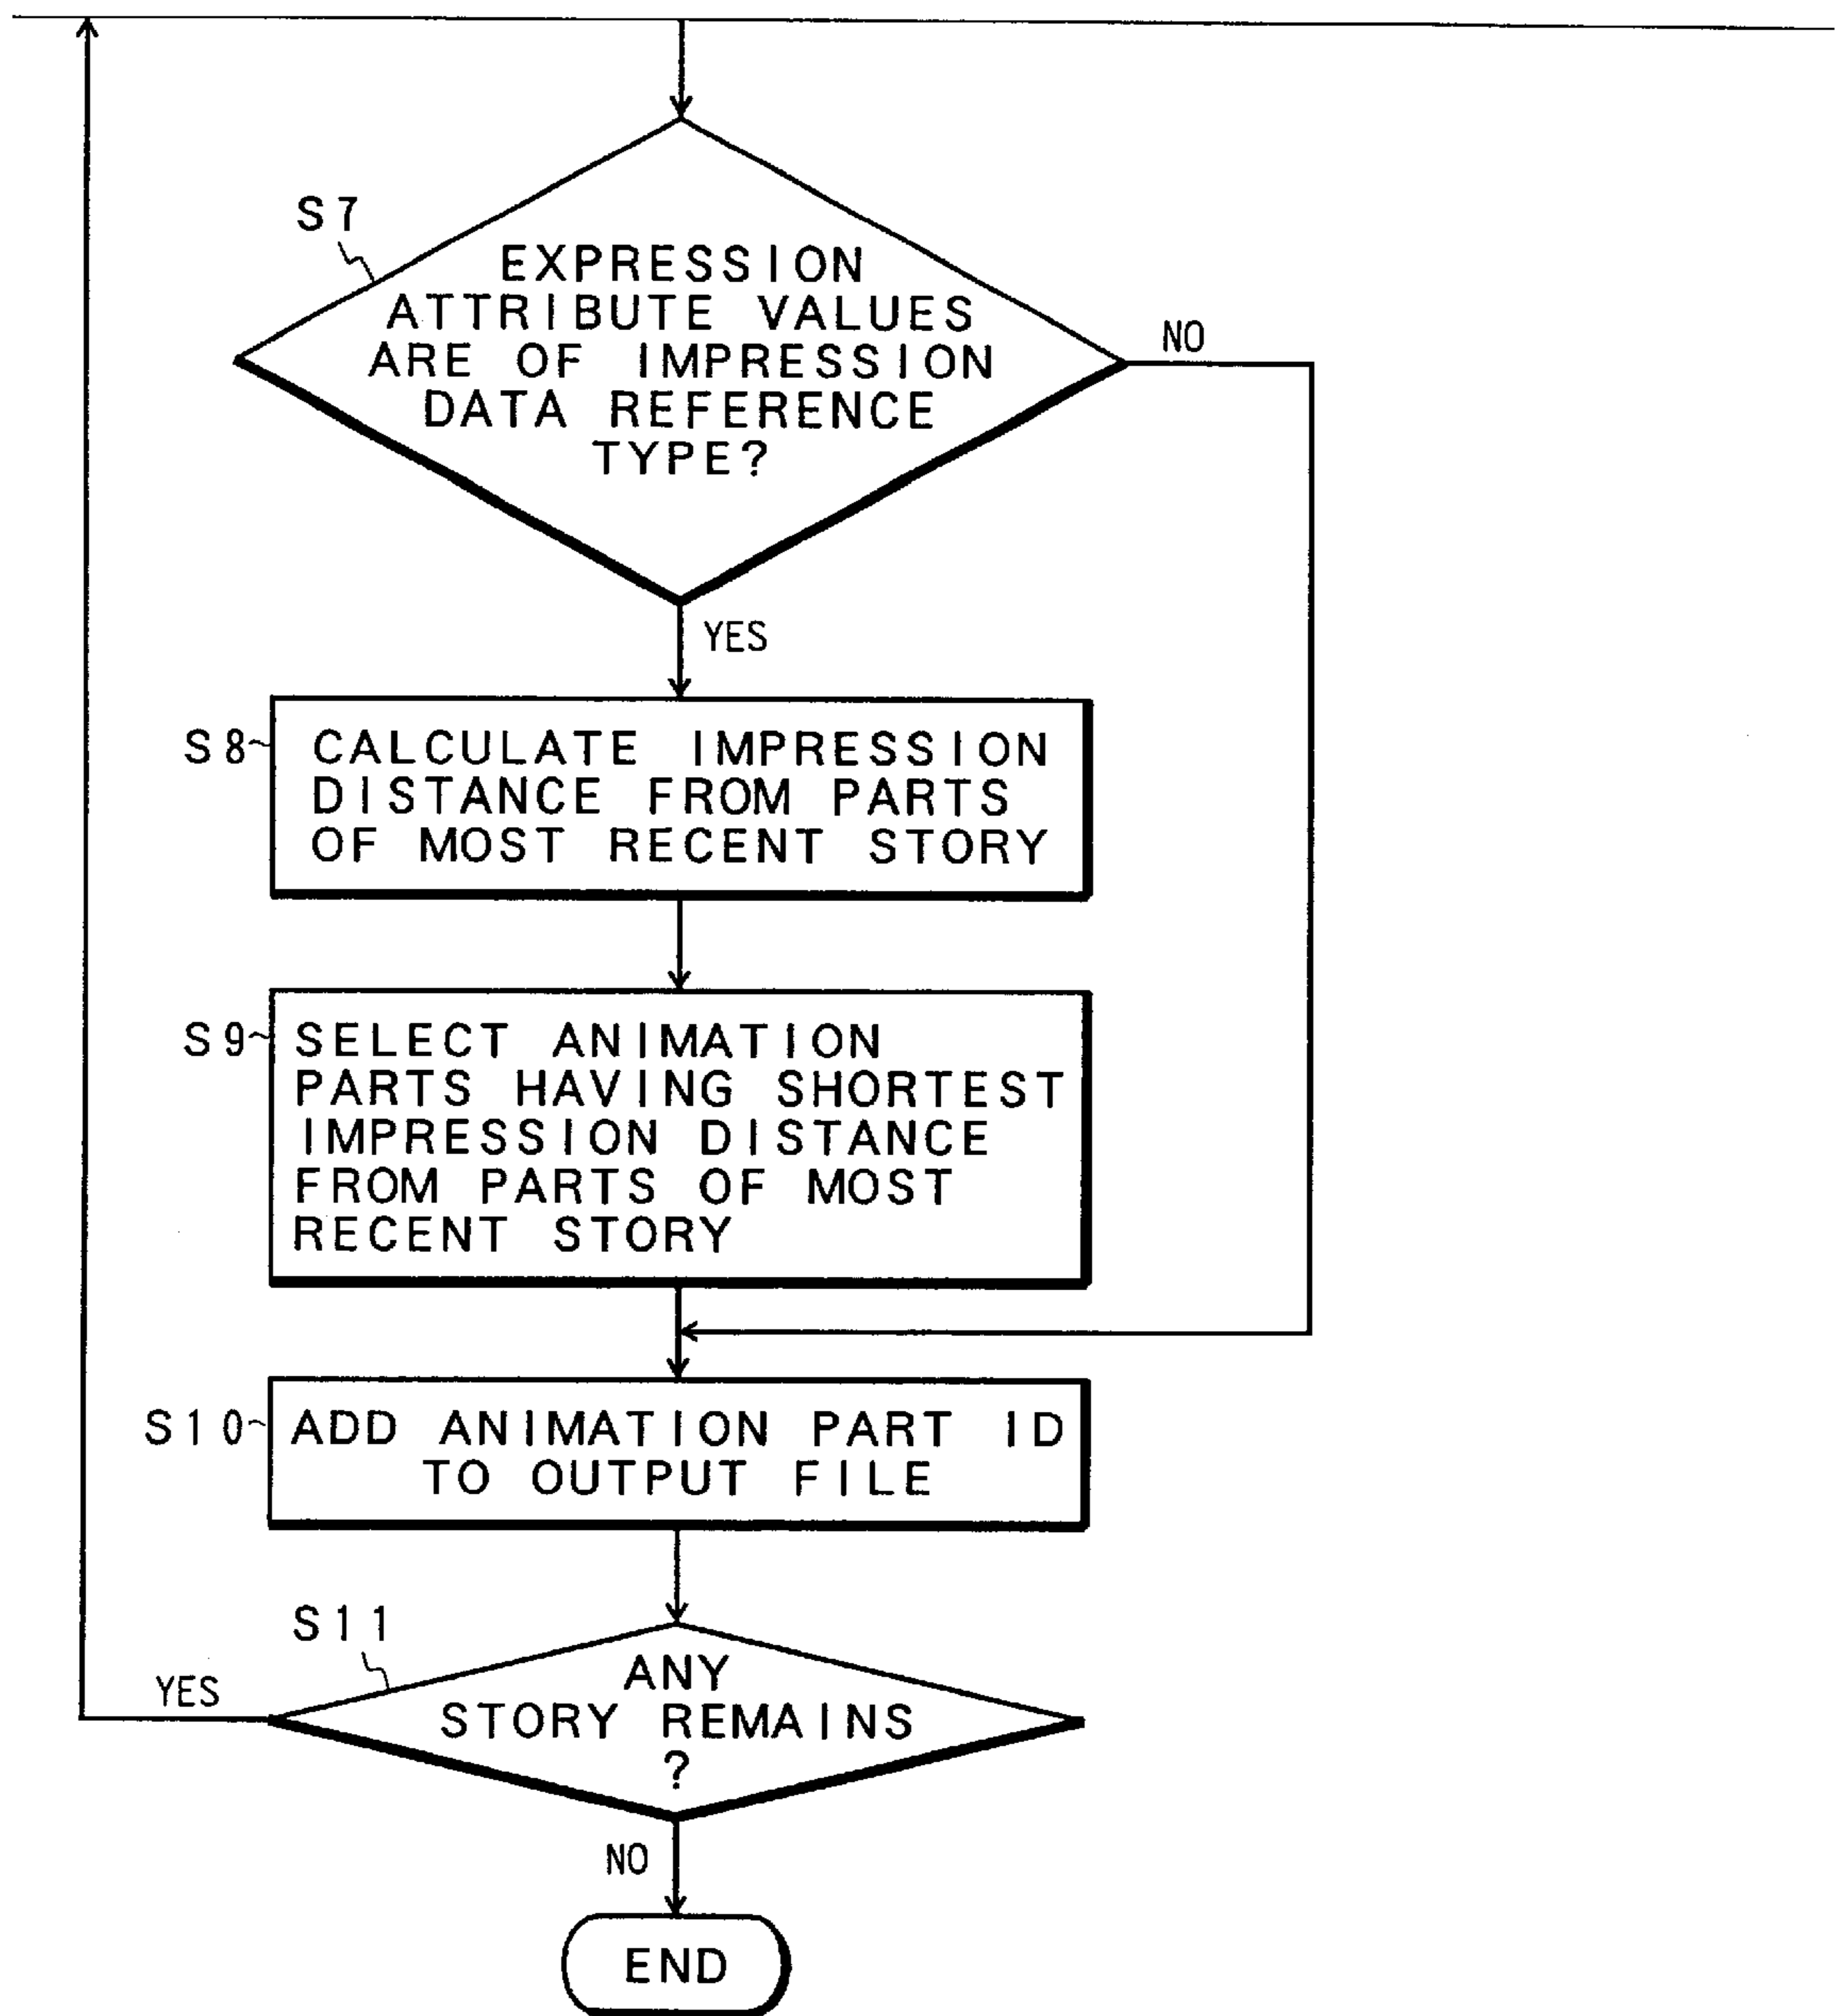 S7
EXPRESSION
ATTRIBUTE VALUES
ARE OF IMPRESSION
DATA REFERENCE
TYPE?
NO
YES
S8
CALCULATE IMPRESSION
DISTANCE FROM PARTS
OF MOST RECENT STORY
S9
SELECT ANIMATION
PARTS HAVING SHORTEST
IMPRESSION DISTANCE
FROM PARTS OF MOST
RECENT STORY
S10
ADD ANIMATION PART ID
TO OUTPUT FILE
S11
ANY
STORY REMAINS
?
YES
NO
END